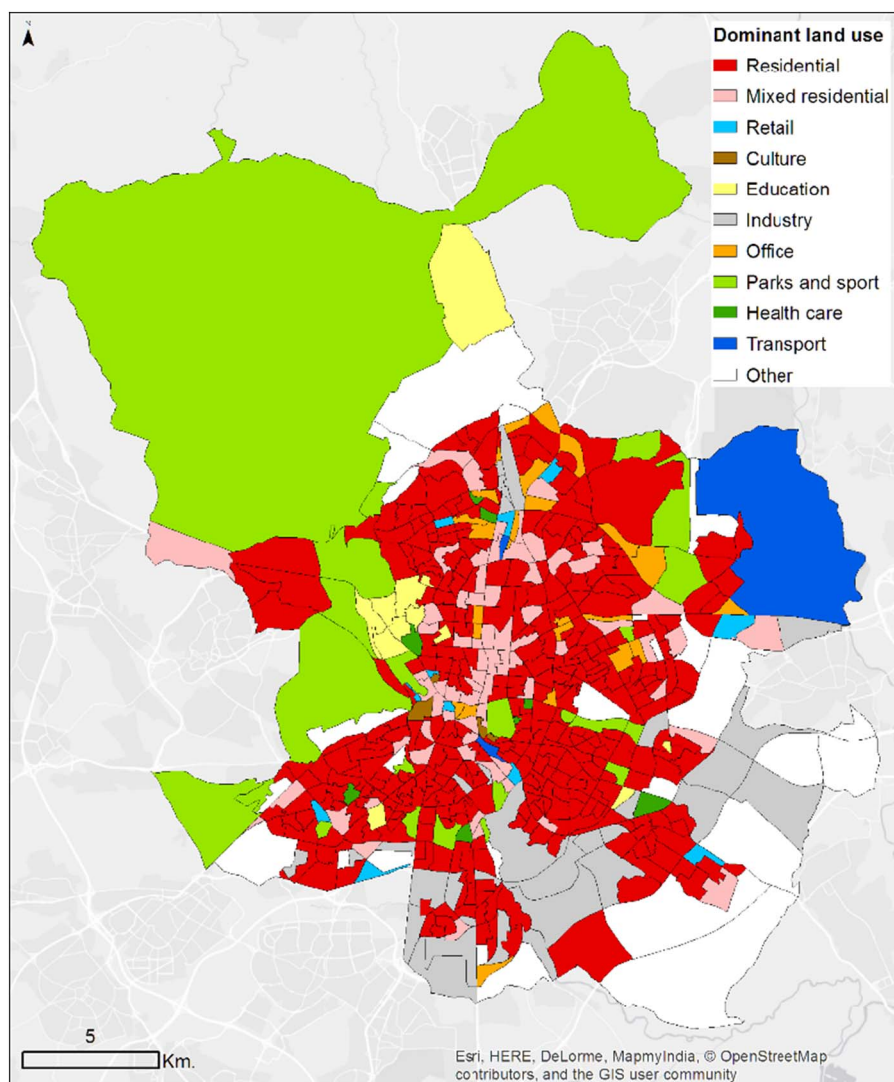 N
Dominant land use
Residential
Mixed residential
Retail
Culture
Education
Industry
Office
Parks and sport
Health care
Transport
Other
5
Km.
Esri, HERE, DeLorme, MapmyIndia, © OpenStreetMap
contributors, and the GIS user community